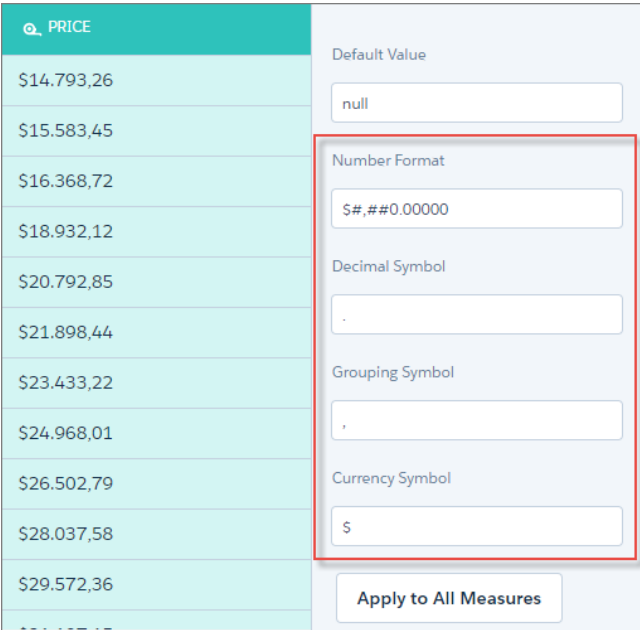 PRICE
$14.793,26
$15.583,45
$16.368,72
$18.932,12
$20.792,85
$21.898,44
$23.433,22
$24.968,01
$26.502,79
$28.037,58
$29.572,36
Default Value
null
Number Format
$#,##0.00000
Decimal Symbol
.
Grouping Symbol
,
Currency Symbol
$
Apply to All Measures